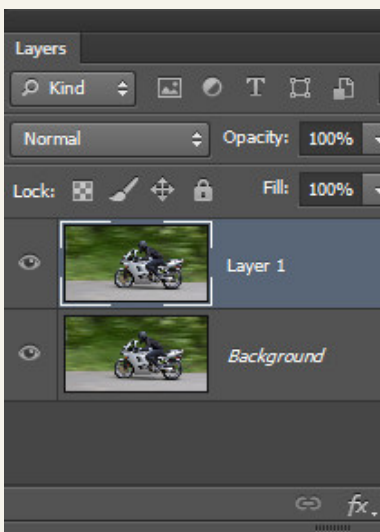 Layers
Kind
Normal Opacity: 100%
Lock: Fill: 100%
Layer 1
Background
fx.